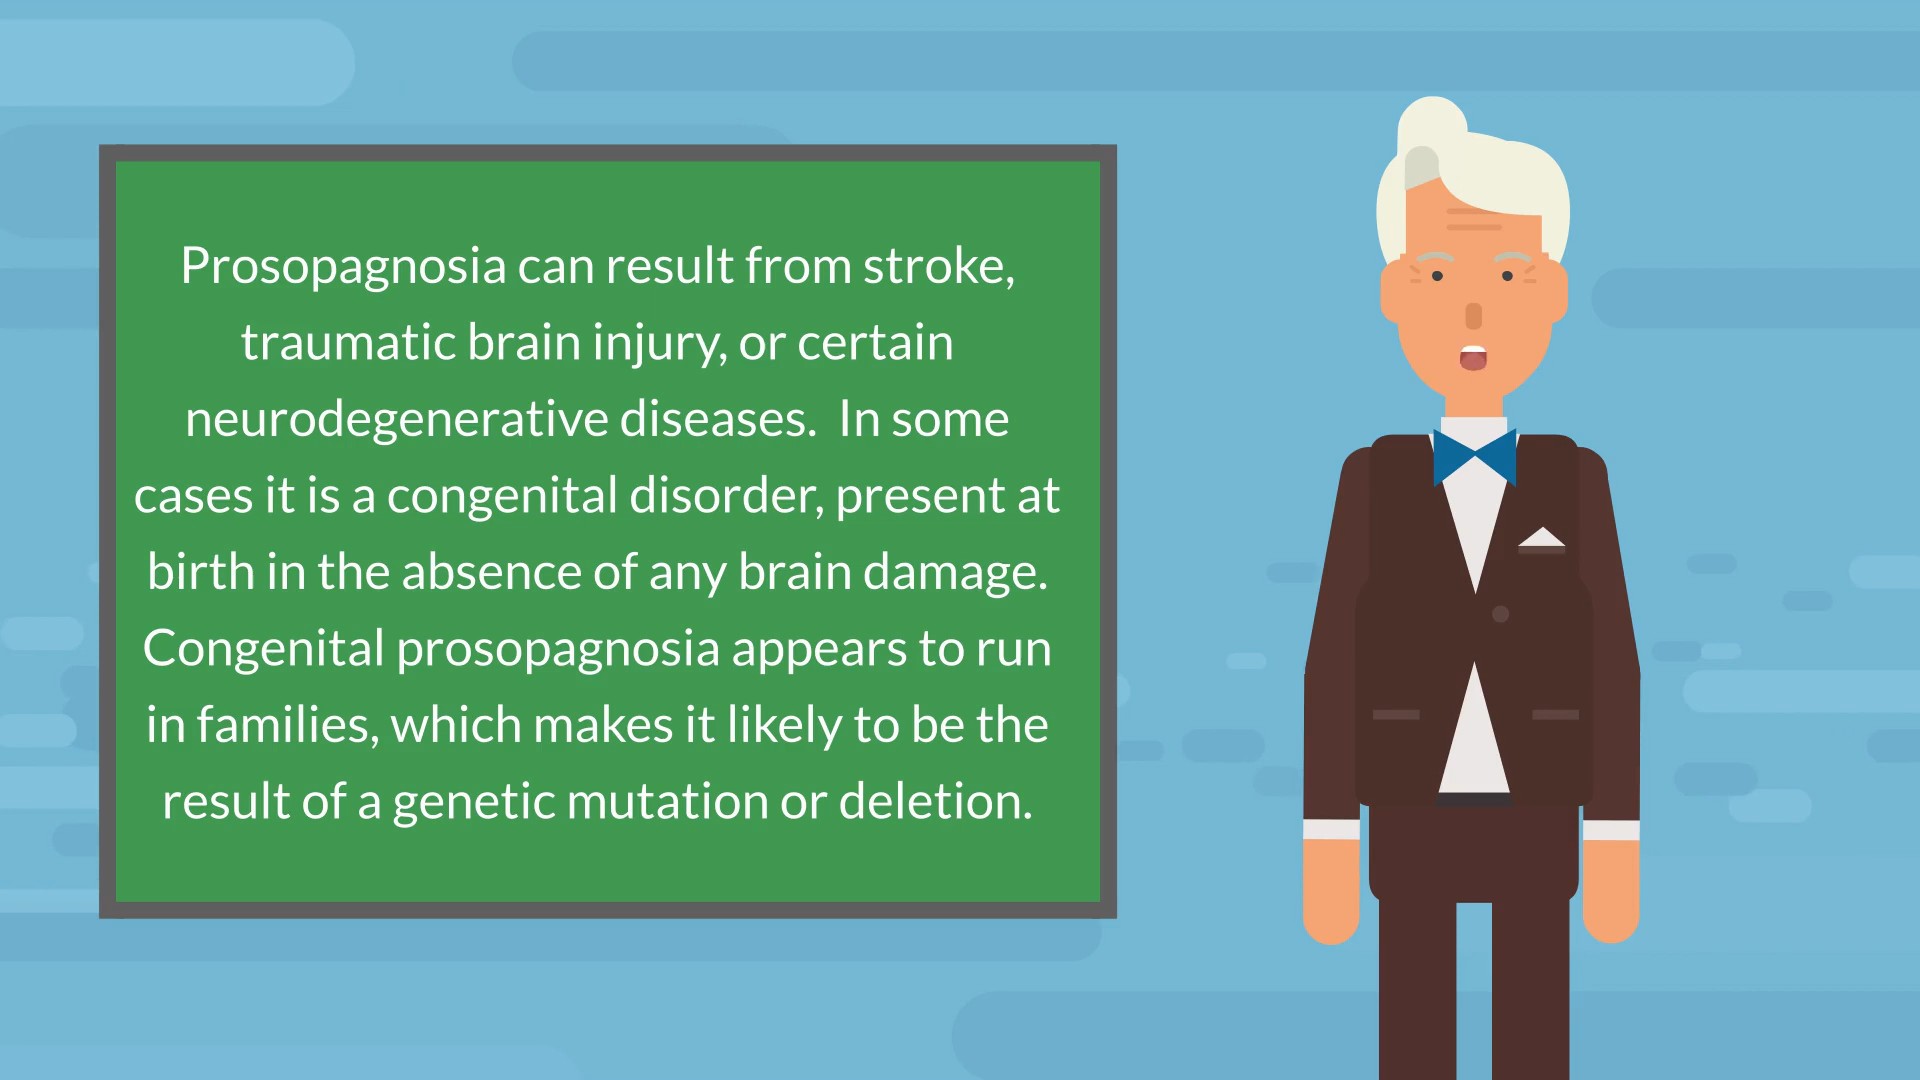 Prosopagnosia can result from stroke,
traumatic brain injury, or certain
neurodegenerative diseases.  In some
cases it is a congenital disorder, present at
birth in the absence of any brain damage.
Congenital prosopagnosia appears to run
in families, which makes it likely to be the
result of a genetic mutation or deletion.